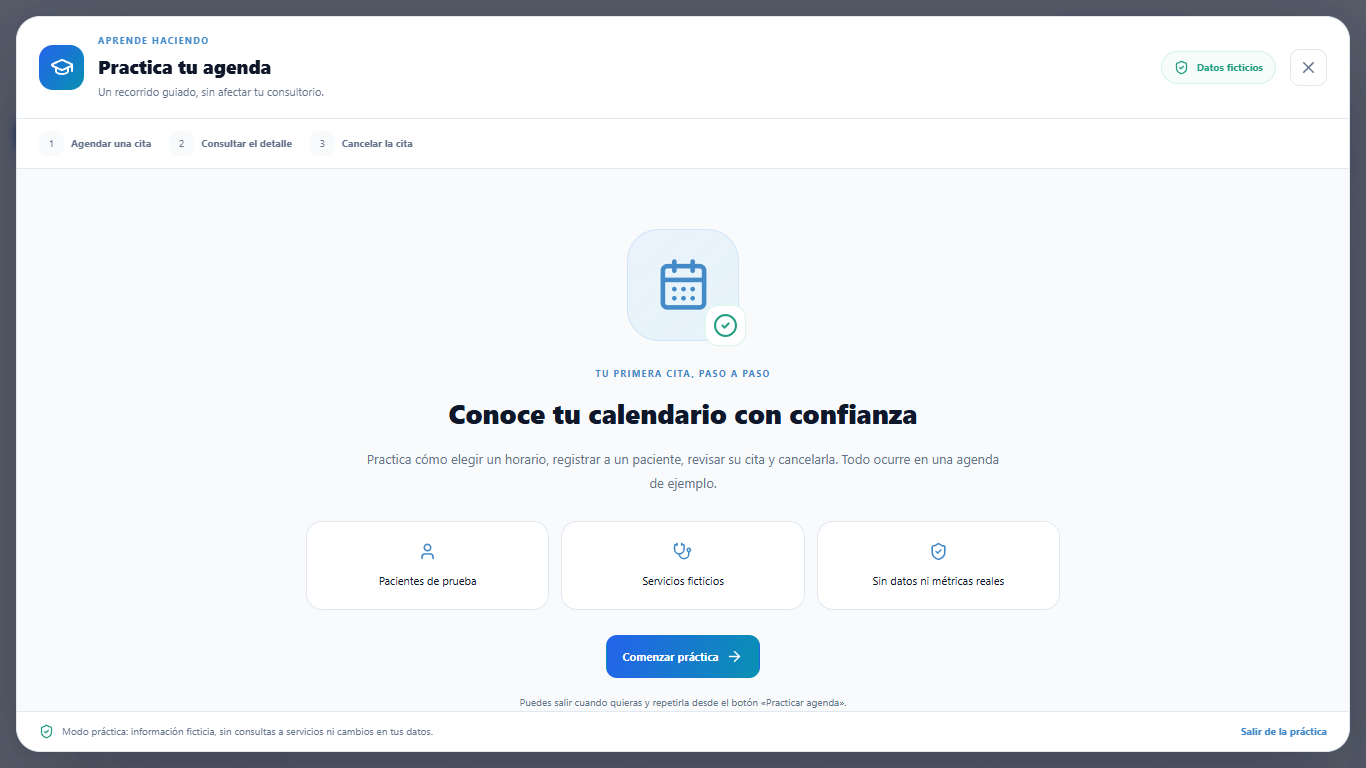 APRENDE HACIENDO
Practica tu agenda
Un recorrido guiado, sin afectar tu consultorio.
Datos ficticios
1 Agendar una cita
2 Consultar el detalle
3 Cancelar la cita
TU PRIMERA CITA, PASO A PASO
Conoce tu calendario con confianza
Practica cómo elegir un horario, registrar a un paciente, revisar su cita y cancelarla. Todo ocurre en una agenda
de ejemplo.
Pacientes de prueba
Servicios ficticios
Sin datos ni métricas reales
Comenzar práctica
Puedes salir cuando quieras y repetirla desde el botón «Practicar agenda».
Modo práctica: información ficticia, sin consultas a servicios ni cambios en tus datos.
Salir de la práctica